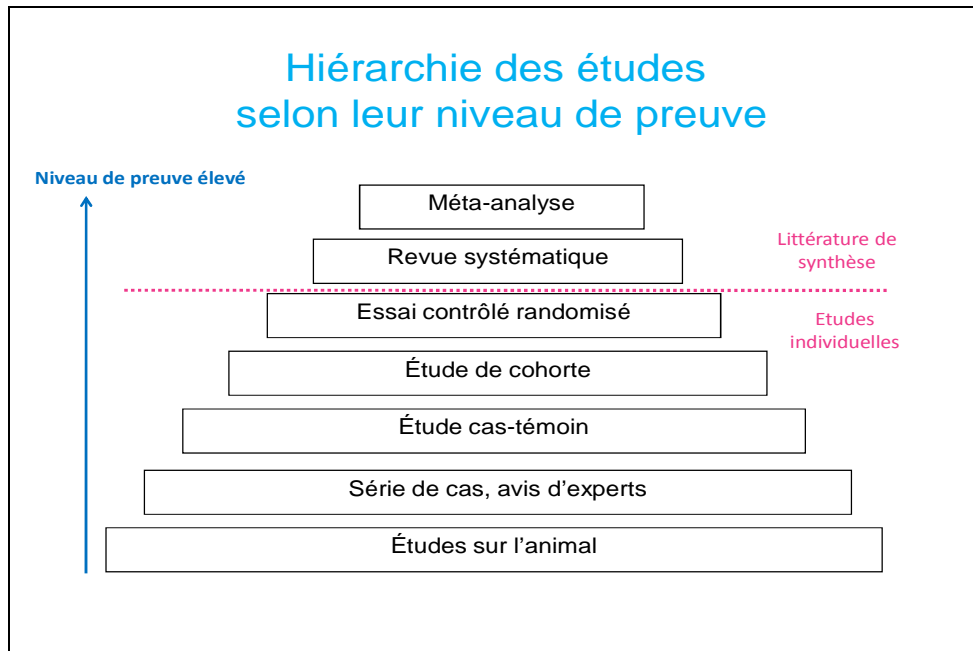 Hiérarchie des études
selon leur niveau de preuve
Niveau de preuve élevé
Méta-analyse
Revue systématique
Littérature de
synthèse
Essai contrôlé randomisé
Etudes
individuelles
Étude de cohorte
Étude cas-témoin
Série de cas, avis d’experts
Études sur l’animal